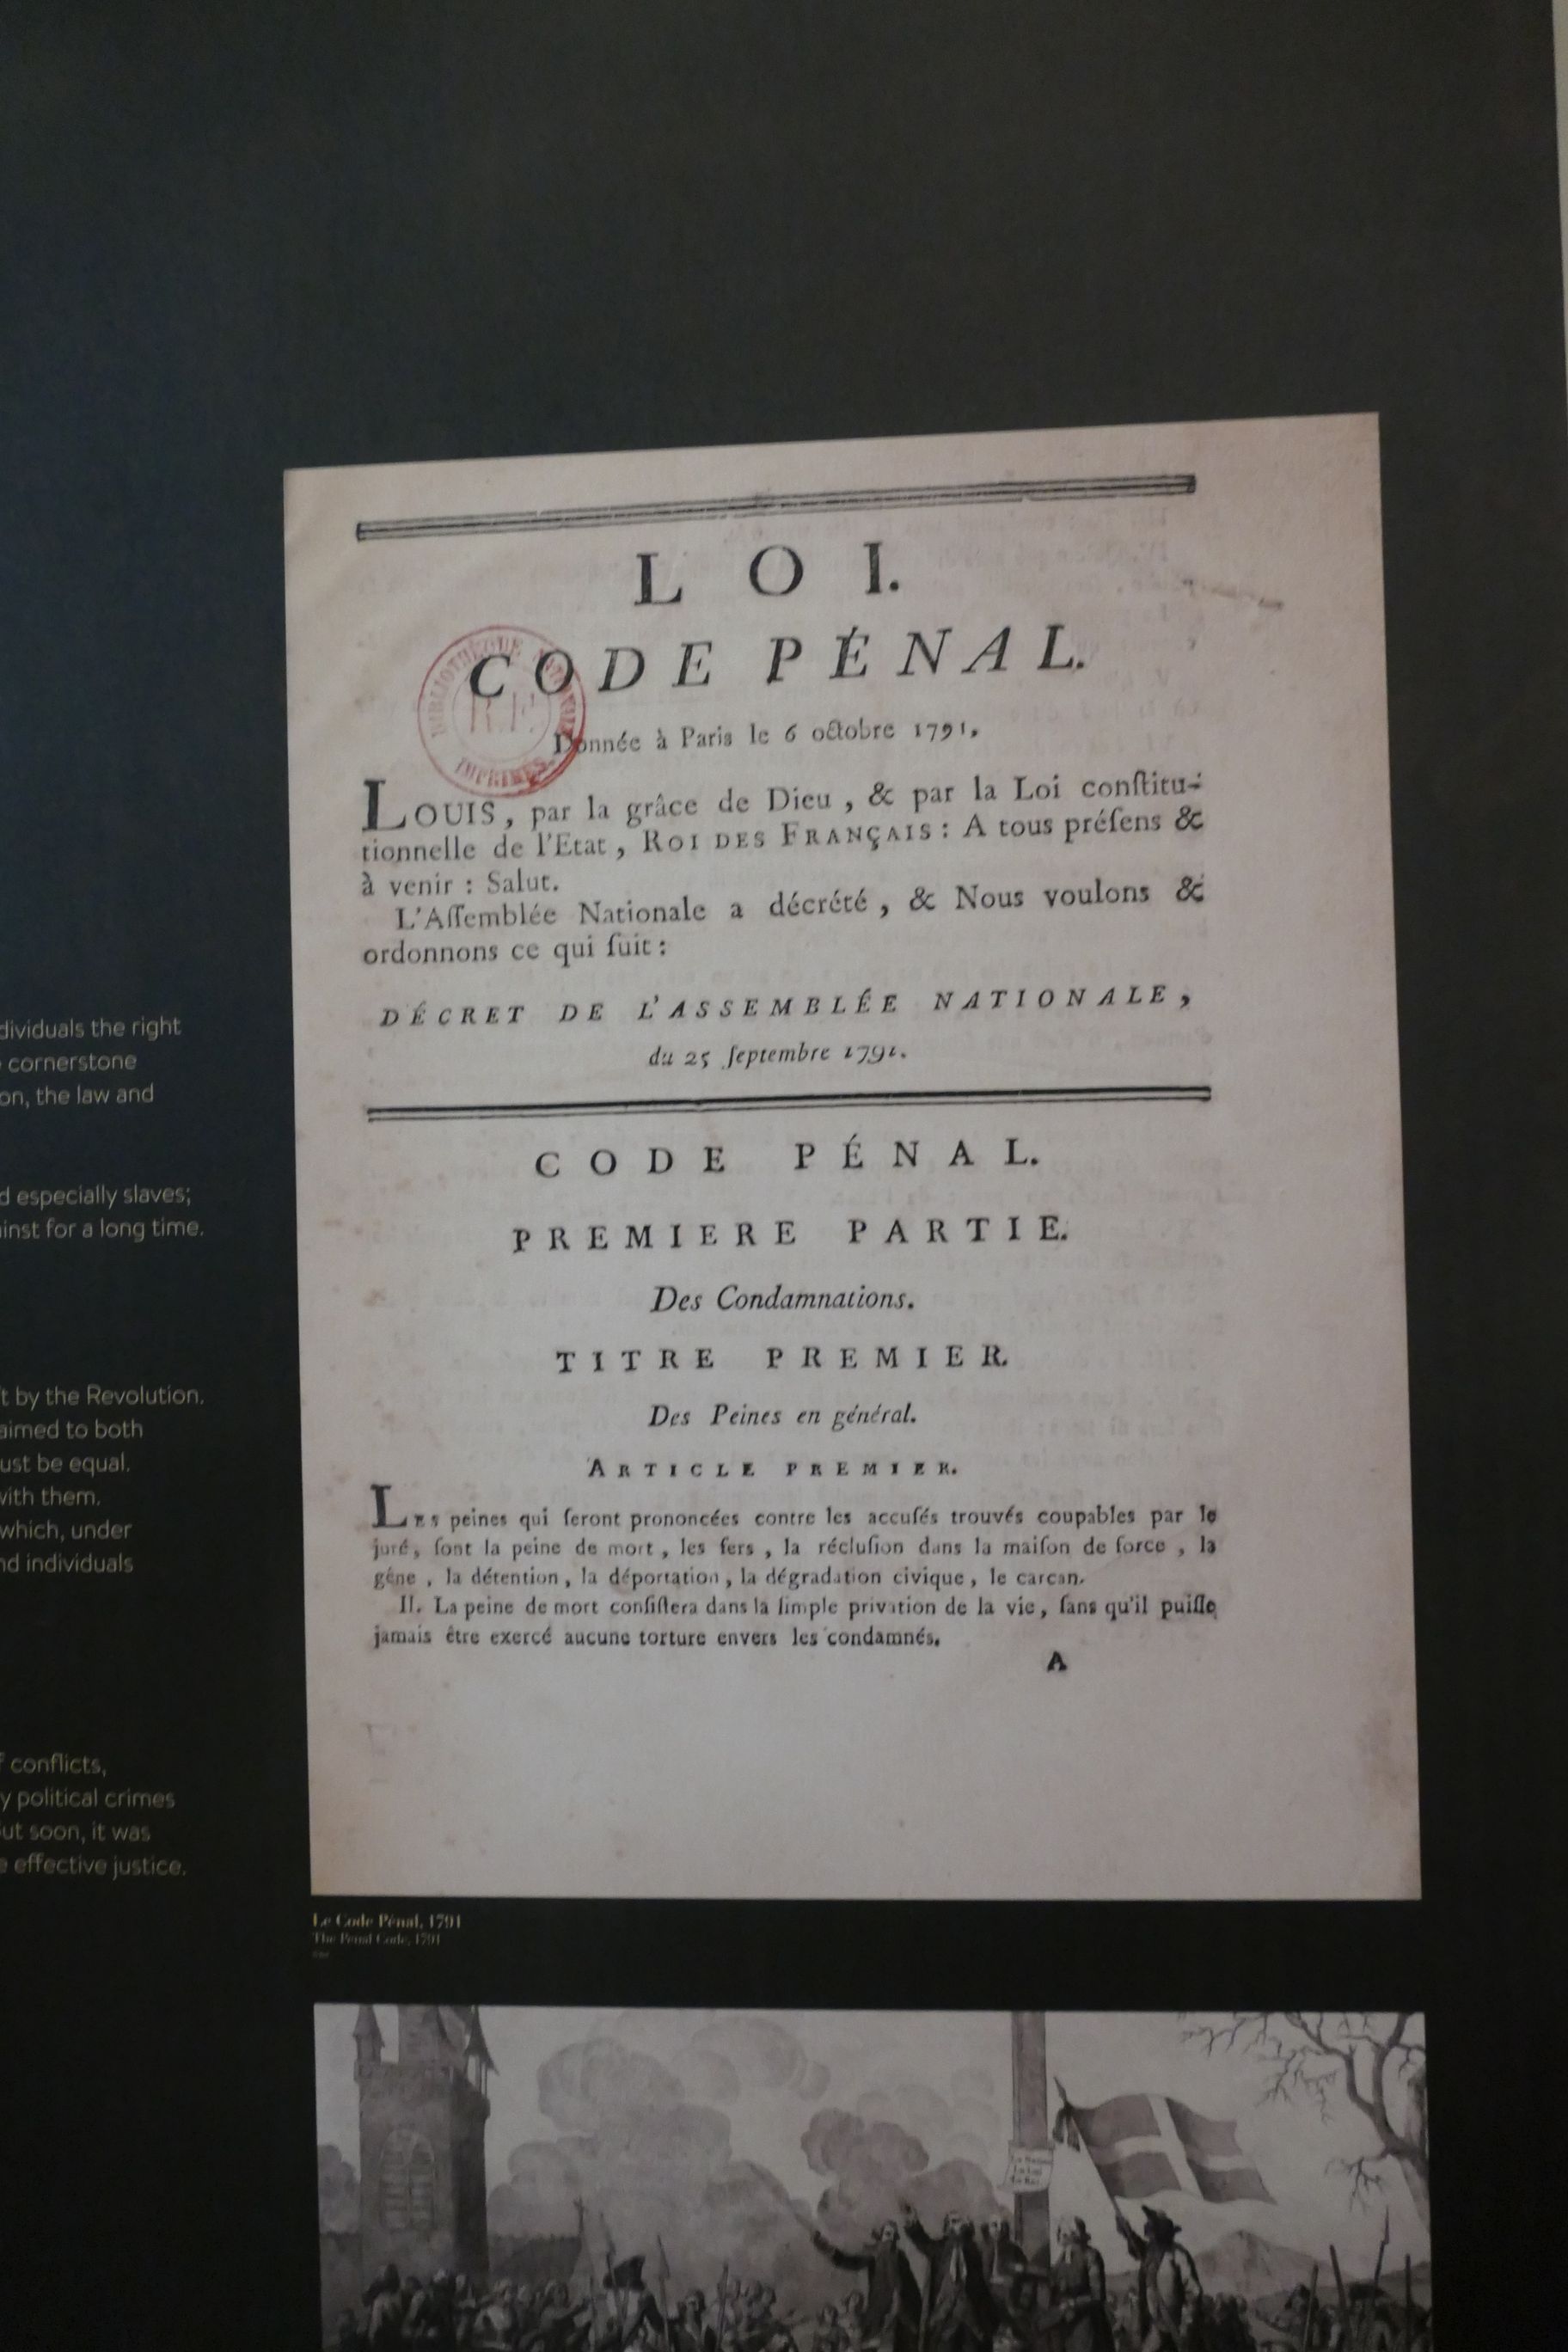 dividuals the right
cornerstone
on, the law and
d especially slaves;
ainst for a long time.
t by the Revolution.
aimed to both
ust be equal.
with them.
which, under
nd individuals
f conflicts,
y political crimes
ut soon, it was
e effective justice.
LOI.
CODE PÉNAL.
BIBLIOTHÈQUE NATIONALE
R.F.
IMPRIMÉS.
Donnée à Paris le 6 octobre 1791.
LOUIS, par la grâce de Dieu, & par la Loi conſtitu-
tionnelle de l'Etat, ROI DES FRANÇAIS : A tous préſens &
à venir : Salut.
L'Aſſemblée Nationale a décrété, & Nous voulons &
ordonnons ce qui ſuit :
DÉCRET DE L'ASSEMBLÉE NATIONALE,
du 25 ſeptembre 1791.
CODE PÉNAL.
PREMIERE PARTIE.
Des Condamnations.
TITRE PREMIER.
Des Peines en général.
ARTICLE PREMIER.
LES peines qui ſeront prononcées contre les accuſés trouvés coupables par le
juré, ſont la peine de mort, les fers, la récluſion dans la maiſon de force, la
gêne, la détention, la déportation, la dégradation civique, le carcan.
II. La peine de mort conſiſtera dans la ſimple privation de la vie, ſans qu'il puiſſe
jamais être exercé aucune torture envers les condamnés.
A
Le Code Pénal, 1791
The Penal Code, 1791